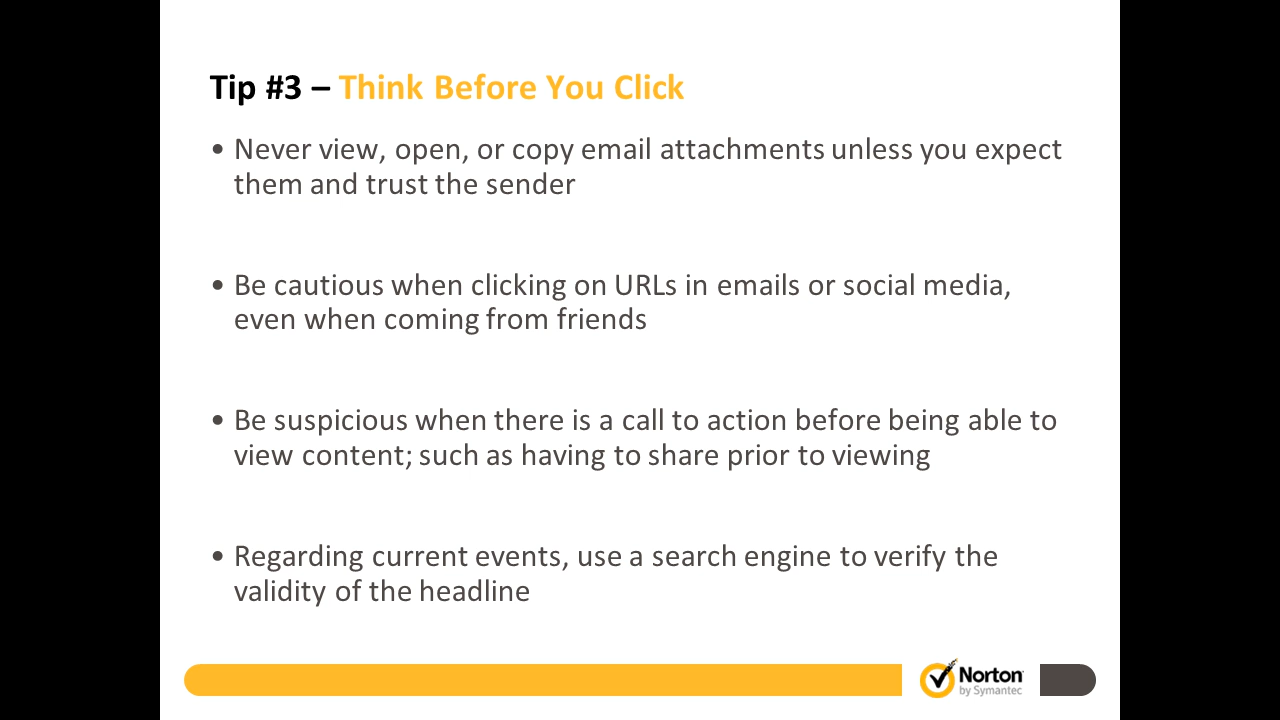 Tip #3 – Think Before You Click
• Never view, open, or copy email attachments unless you expect
them and trust the sender
• Be cautious when clicking on URLs in emails or social media,
even when coming from friends
• Be suspicious when there is a call to action before being able to
view content; such as having to share prior to viewing
• Regarding current events, use a search engine to verify the
validity of the headline
Norton
by Symantec